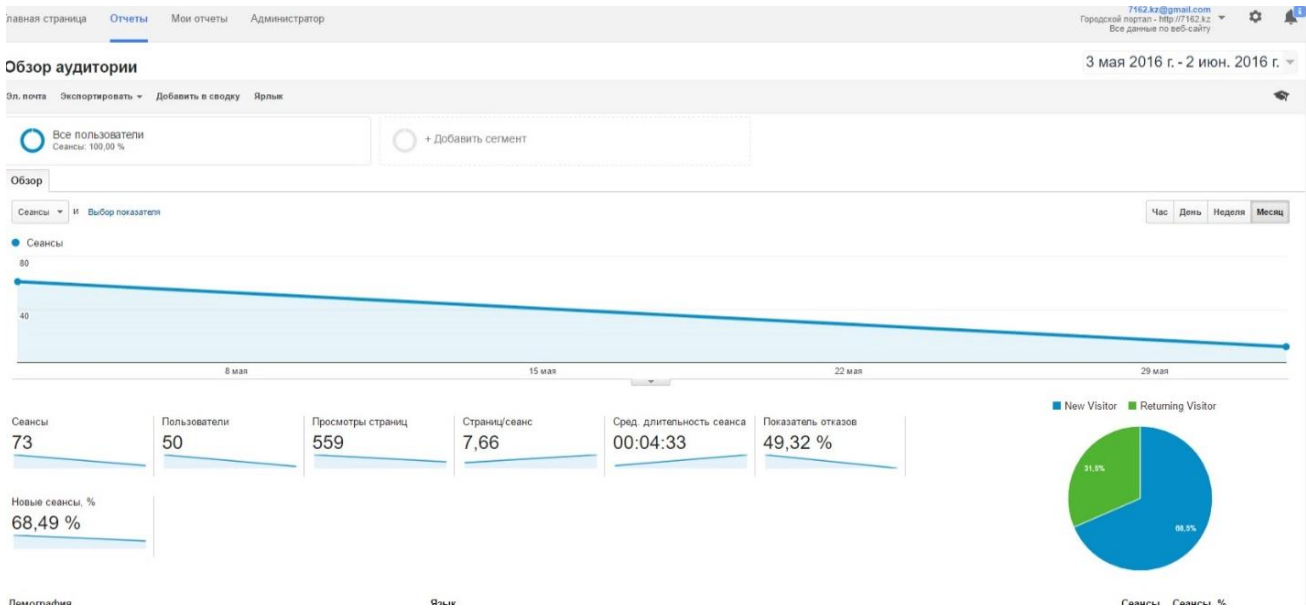 главная страница Отчеты Мои отчеты Администратор
7162.kz@gmail.com
Городской портал - http://7162.kz
Все данные по веб-сайту
1
Обзор аудитории
3 мая 2016 г. - 2 июн. 2016 г.
Эл. почта Экспортировать Добавить в сводку Ярлык
Все пользователи
Сеансы: 100,00 %
+ Добавить сегмент
Обзор
Сеансы И Выбор показателя
Час День Неделя Месяц
Сеансы
80
40
8 мая 15 мая 22 мая 29 мая
New Visitor Returning Visitor
Сеансы Пользователи Просмотры страниц Страниц/сеанс Сред. длительность сеанса Показатель отказов
73 50 559 7,66 00:04:33 49,32 %
31,5%
Новые сеансы, %
68,49 %
68,5%
Демография Язык Сеансы Сеансы, %